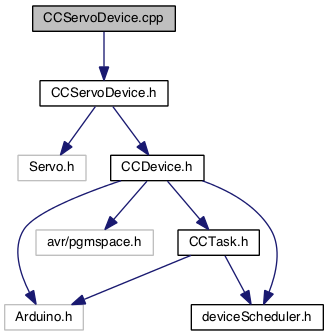 CCServoDevice.cpp
CCServoDevice.h
Servo.h
CCDevice.h
avr/pgmspace.h
CCTask.h
Arduino.h
deviceScheduler.h